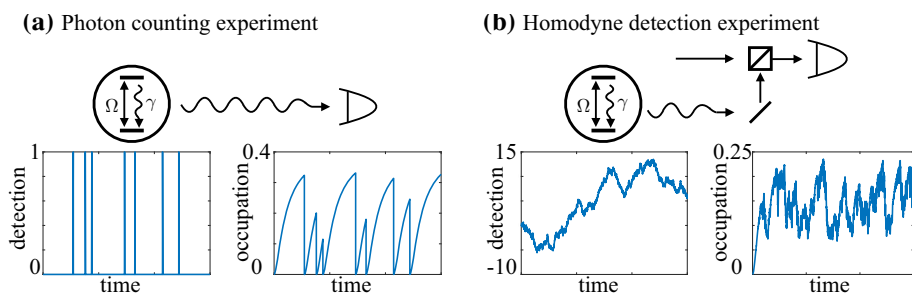 (a) Photon counting experiment
Ω γ
1
detection
0
time
0.4
occupation
0
time
(b) Homodyne detection experiment
Ω γ
15
detection
-10
time
0.25
occupation
0
time